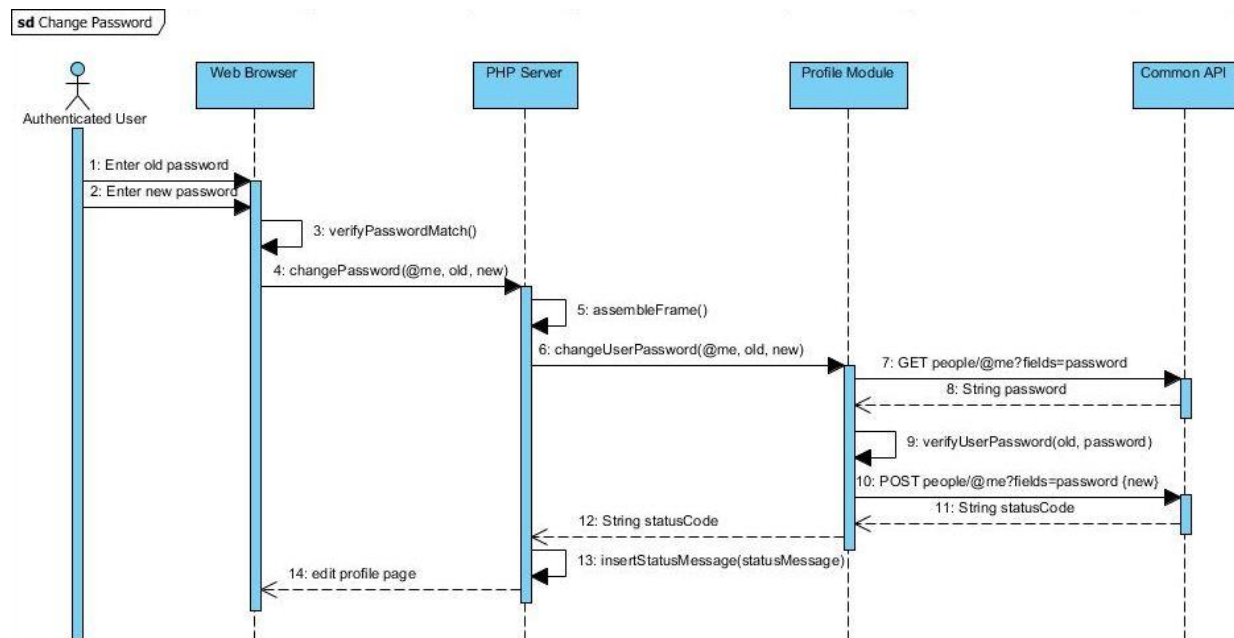 sd Change Password
Web Browser
PHP Server
Profile Module
Common API
Authenticated User
1: Enter old password
2: Enter new password
3: verifyPasswordMatch()
4: changePassword(@me, old, new)
5: assembleFrame()
6: changeUserPassword(@me, old, new)
7: GET people/@me?fields=password
8: String password
9: verifyUserPassword(old, password)
10: POST people/@me?fields=password {new}
11: String statusCode
12: String statusCode
13: insertStatusMessage(statusMessage)
14: edit profile page